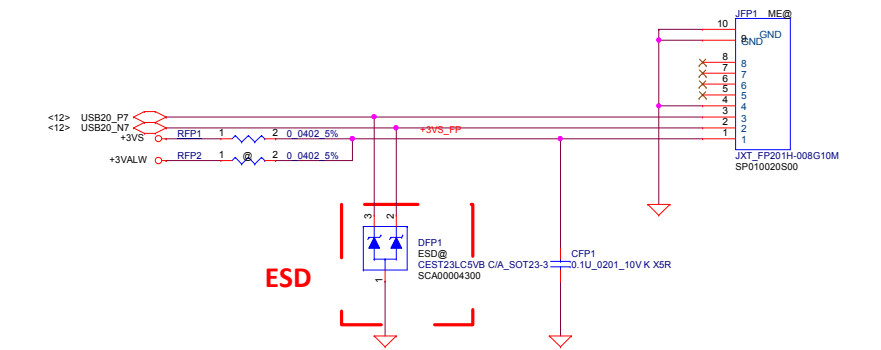 JFP1 ME@
10
9
GND
GND
8 8
7 7
6 6
5 5
4 4
3 3
2 2
1 1
JXT_FP201H-008G10M
SP010020S00
<12> USB20_P7
<12> USB20_N7
+3VS RFP1 1 2 0_0402_5%
+3VS_FP
+3VALW RFP2 1 @ 2 0_0402_5%
3 2
DFP1
ESD@
CEST23LC5VB C/A_SOT23-3
SCA00004300
1
ESD
CFP1
0.1U_0201_10V K X5R